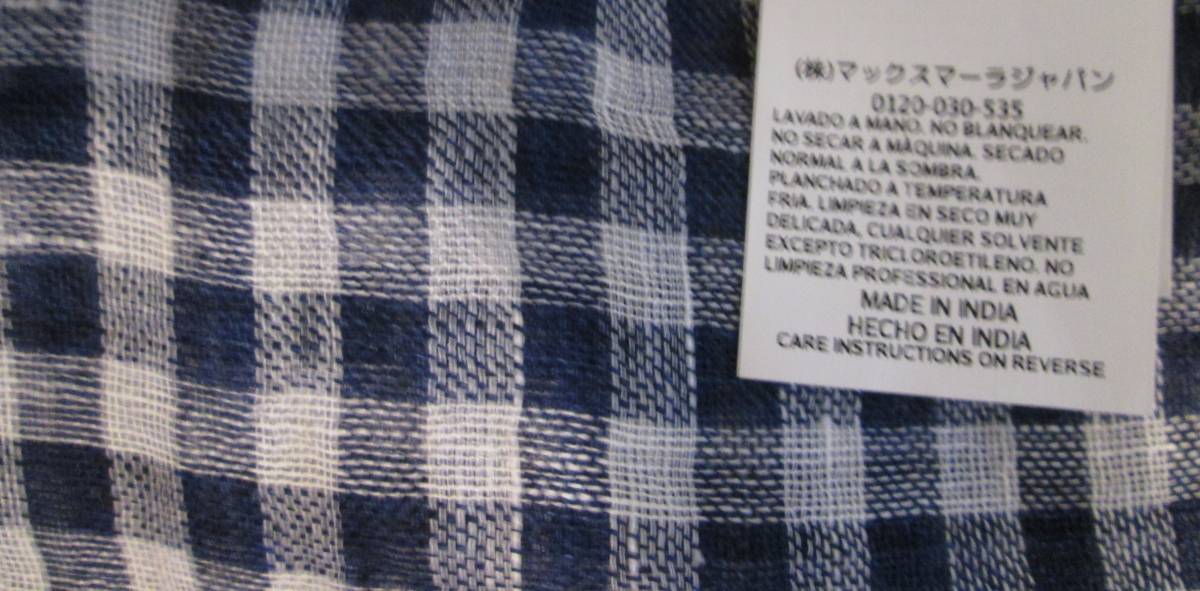 (株)マックスマーラジャパン
0120-030-535
LAVADO A MANO. NO BLANQUEAR.
NO SECAR A MÁQUINA. SECADO
NORMAL A LA SOMBRA.
PLANCHADO A TEMPERATURA
FRIA. LIMPIEZA EN SECO MUY
DELICADA, CUALQUIER SOLVENTE
EXCEPTO TRICLOROETILENO. NO
LIMPIEZA PROFESSIONAL EN AGUA
MADE IN INDIA
HECHO EN INDIA
CARE INSTRUCTIONS ON REVERSE